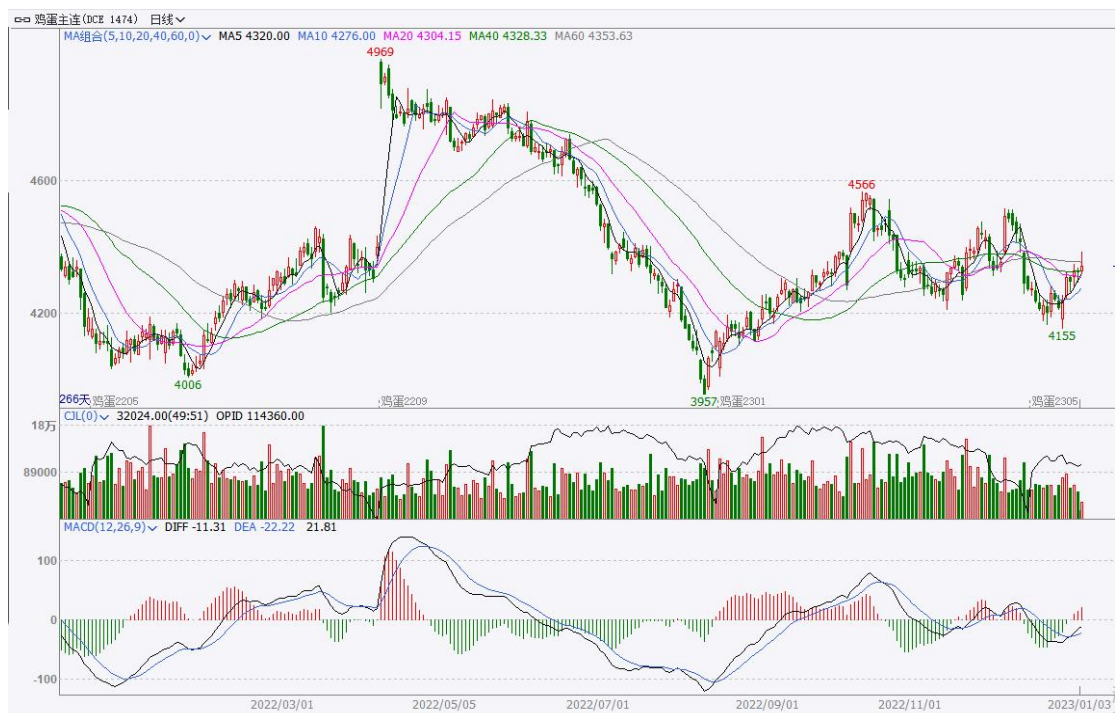 鸡蛋主连(DCE 1474) 日线
MA组合(5,10,20,40,60,0) MA5 4320.00 MA10 4276.00 MA20 4304.15 MA40 4328.33 MA60 4353.63
4969
4600
4566
4200
4155
4006
3957
266天 鸡蛋2205 鸡蛋2209 鸡蛋2301 鸡蛋2305
CJL(0) 32024.00(49:51) OPID 114360.00
18万
89000
MACD(12,26,9) DIFF -11.31 DEA -22.22 21.81
100
0
-100
2022/03/01 2022/05/05 2022/07/01 2022/09/01 2022/11/01 2023/01/03